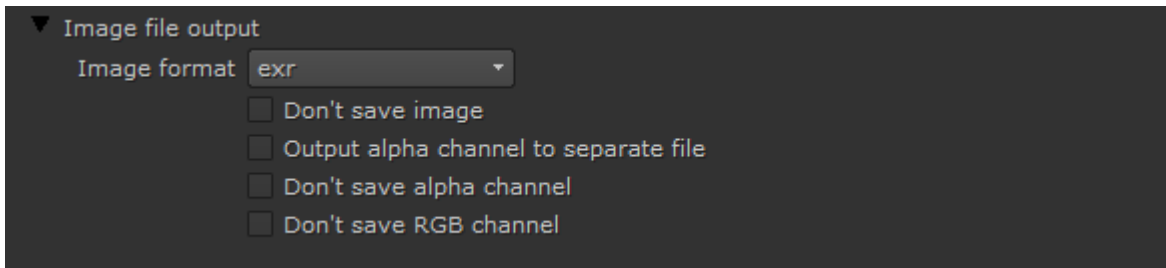 Image file output
Image format exr
Don't save image
Output alpha channel to separate file
Don't save alpha channel
Don't save RGB channel